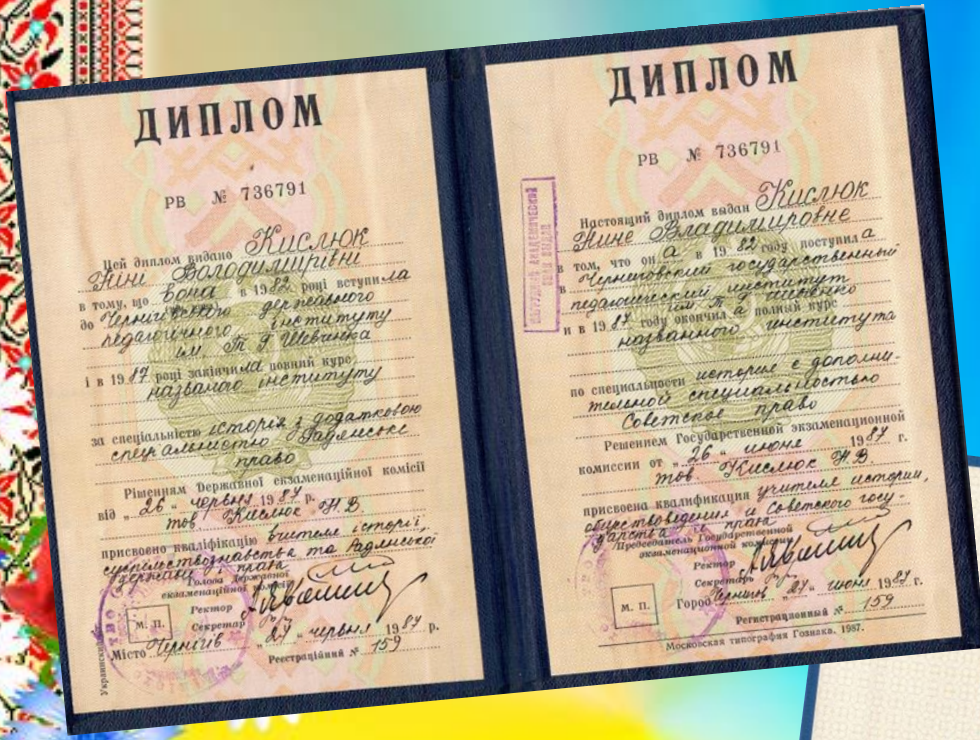 ДИПЛОМ
РВ № 736791
Цей диплом видано Кислюк
Ніні Володимирівні
в тому, що вона в 1982 році вступила
до Чернігівського державного
педагогічного інституту
ім. Т Г Шевченка
і в 1987 році закінчила повний курс
названого інституту
за спеціальністю історія з додатковою
спеціальністю Радянське
право
Рішенням Державної екзаменаційної комісії
від „26“ червня 1987 р.
тов. Кислюк Н.В.
присвоєно кваліфікацію вчителя історії,
суспільствознавства та Радянської
держави і права
Голова Державної
екзаменаційної комісії
Ректор
М. П.
Секретар
Місто Чернігів „27“ червня 1987 р.
Реєстраційний № 159
ДИПЛОМ
РВ № 736791
Настоящий диплом выдан Кислюк
Нине Владимировне
в том, что он а в 1982 году поступил а
в Черниговский государственный
педагогический институт
им. Т Г Шевченко
и в 1987 году окончил а полный курс
названного института
по специальности история с дополни-
тельной специальностью
Советское право
Решением Государственной экзаменационной
комиссии от „26“ июня 1987 г.
тов. Кислюк Н.В.
присвоена квалификация учителя истории,
обществоведения и Советского госу-
дарства и права
Председатель Государственной
экзаменационной комиссии
Ректор
Секретарь
М. П.
Город Чернигов „27“ июня 1987 г.
Регистрационный № 159
Московская типография Гознака. 1987.